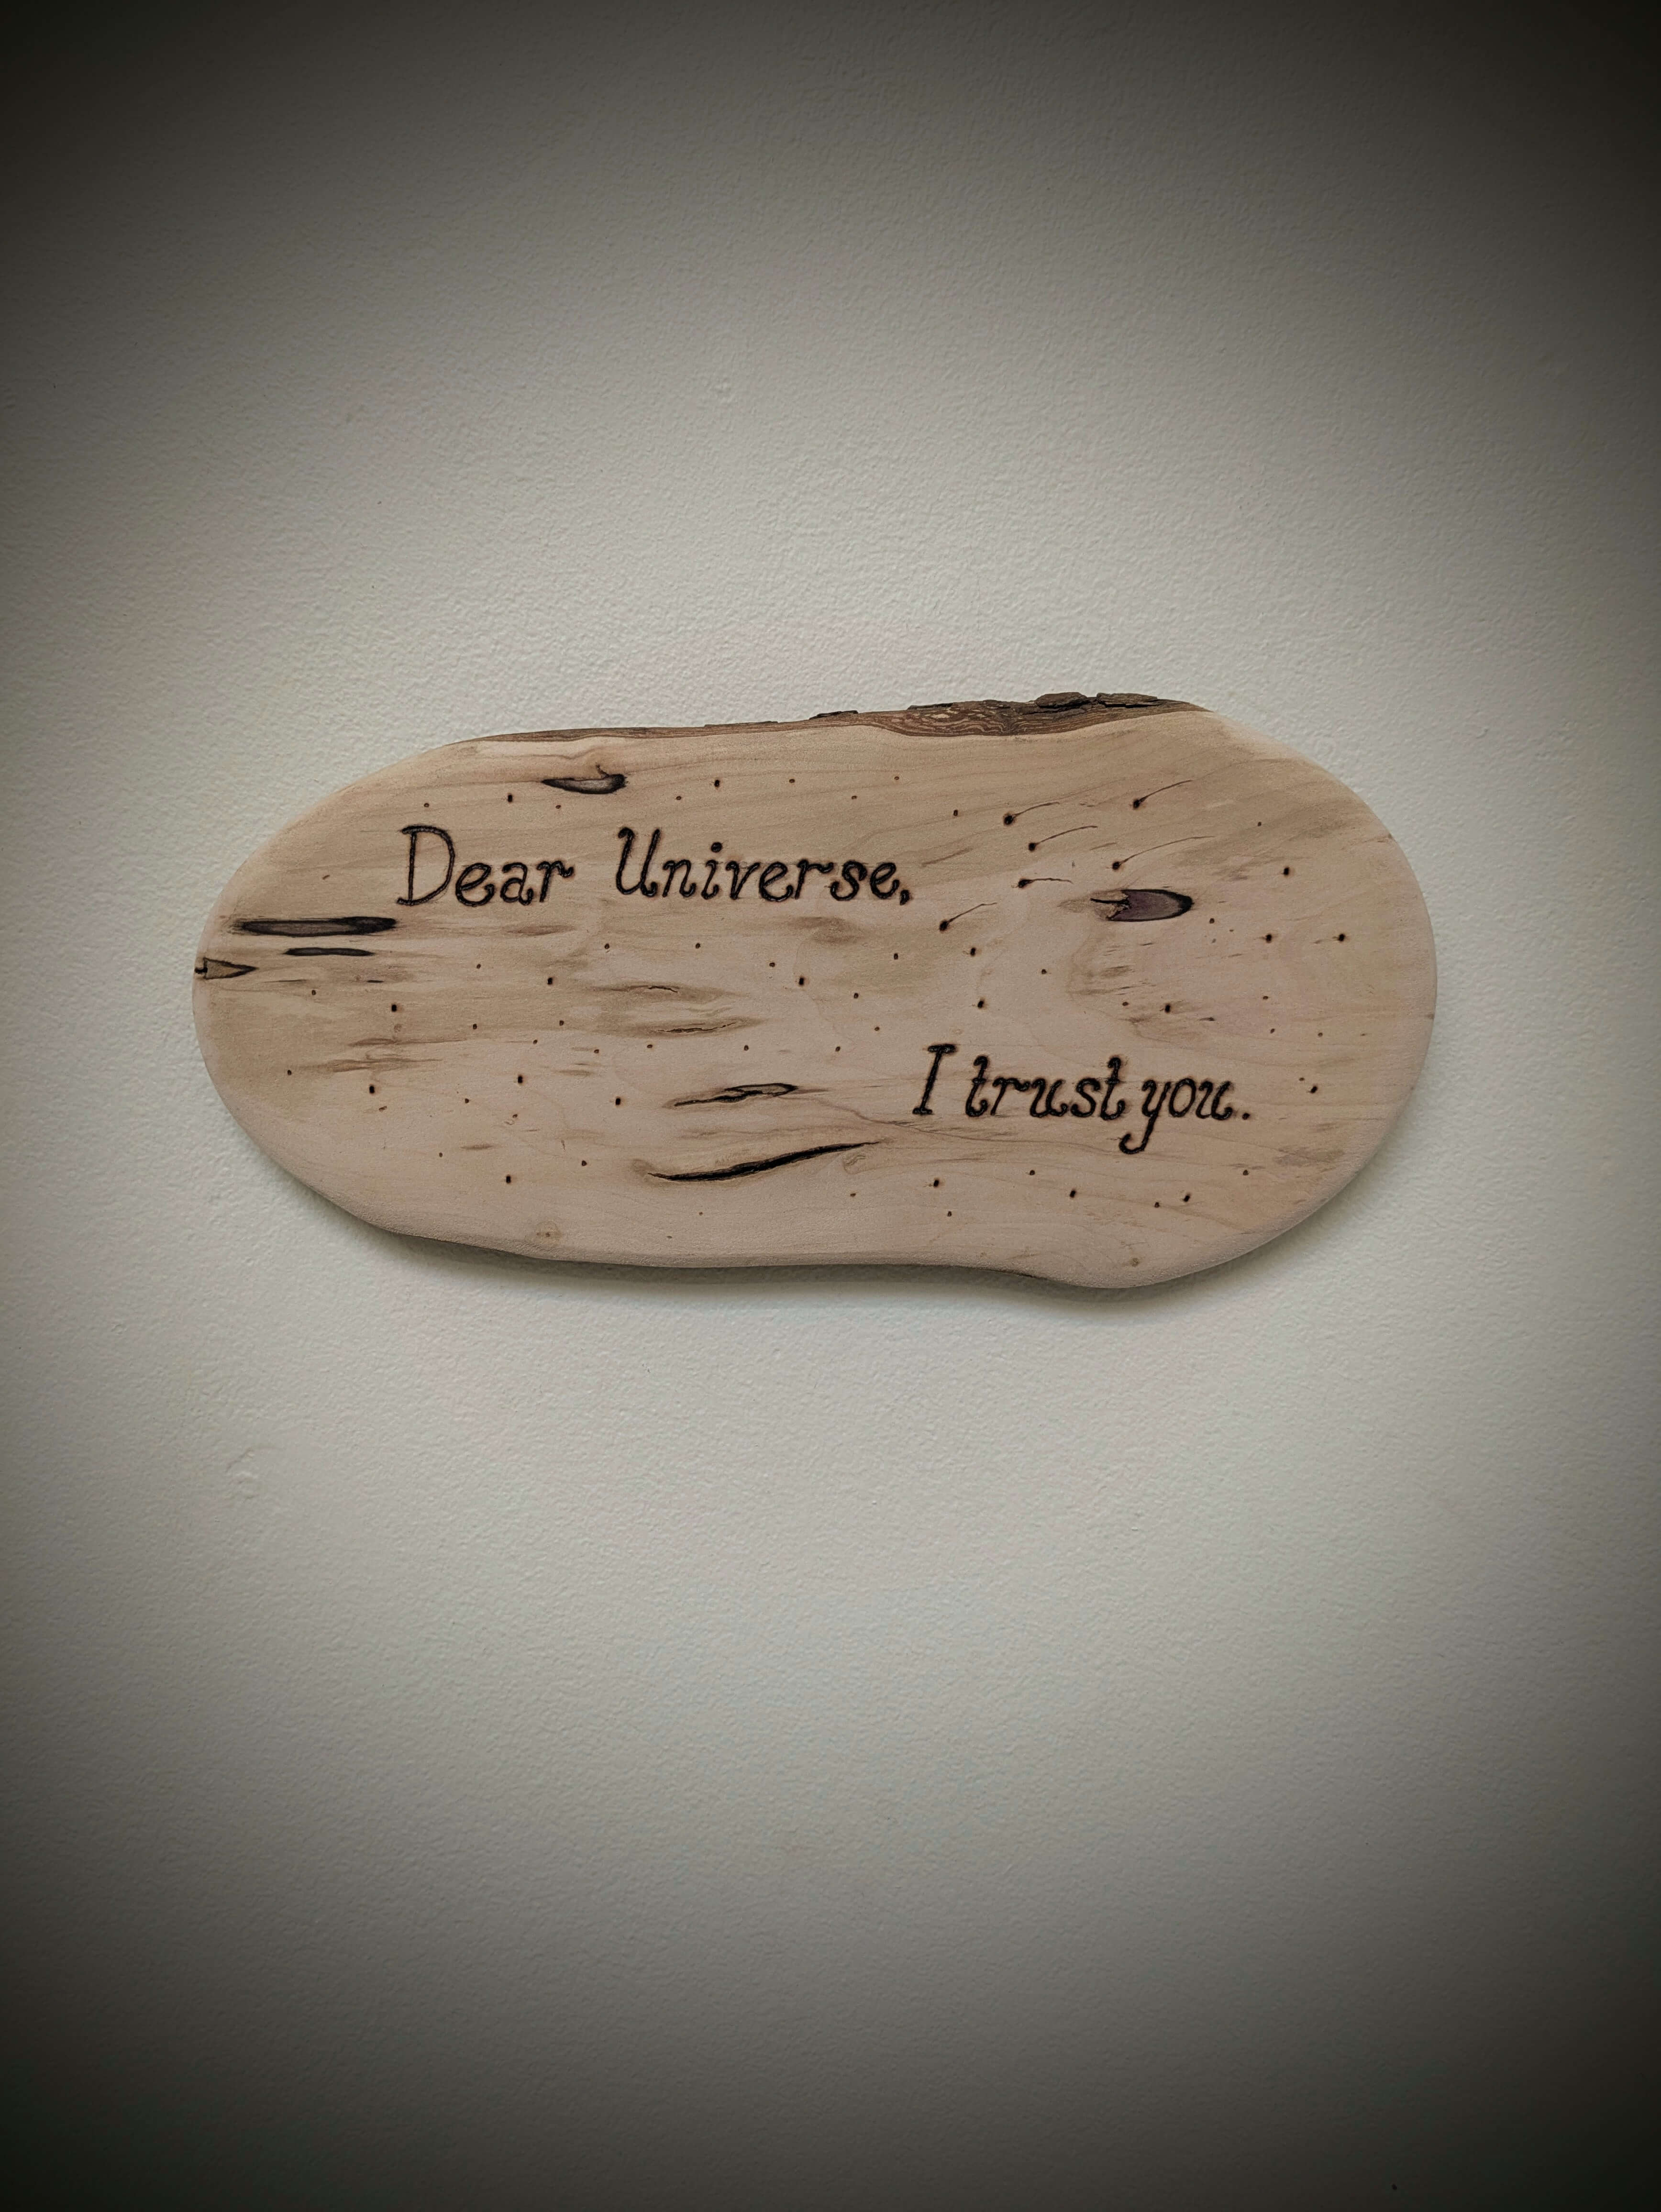 Dear Universe,
I trust you.